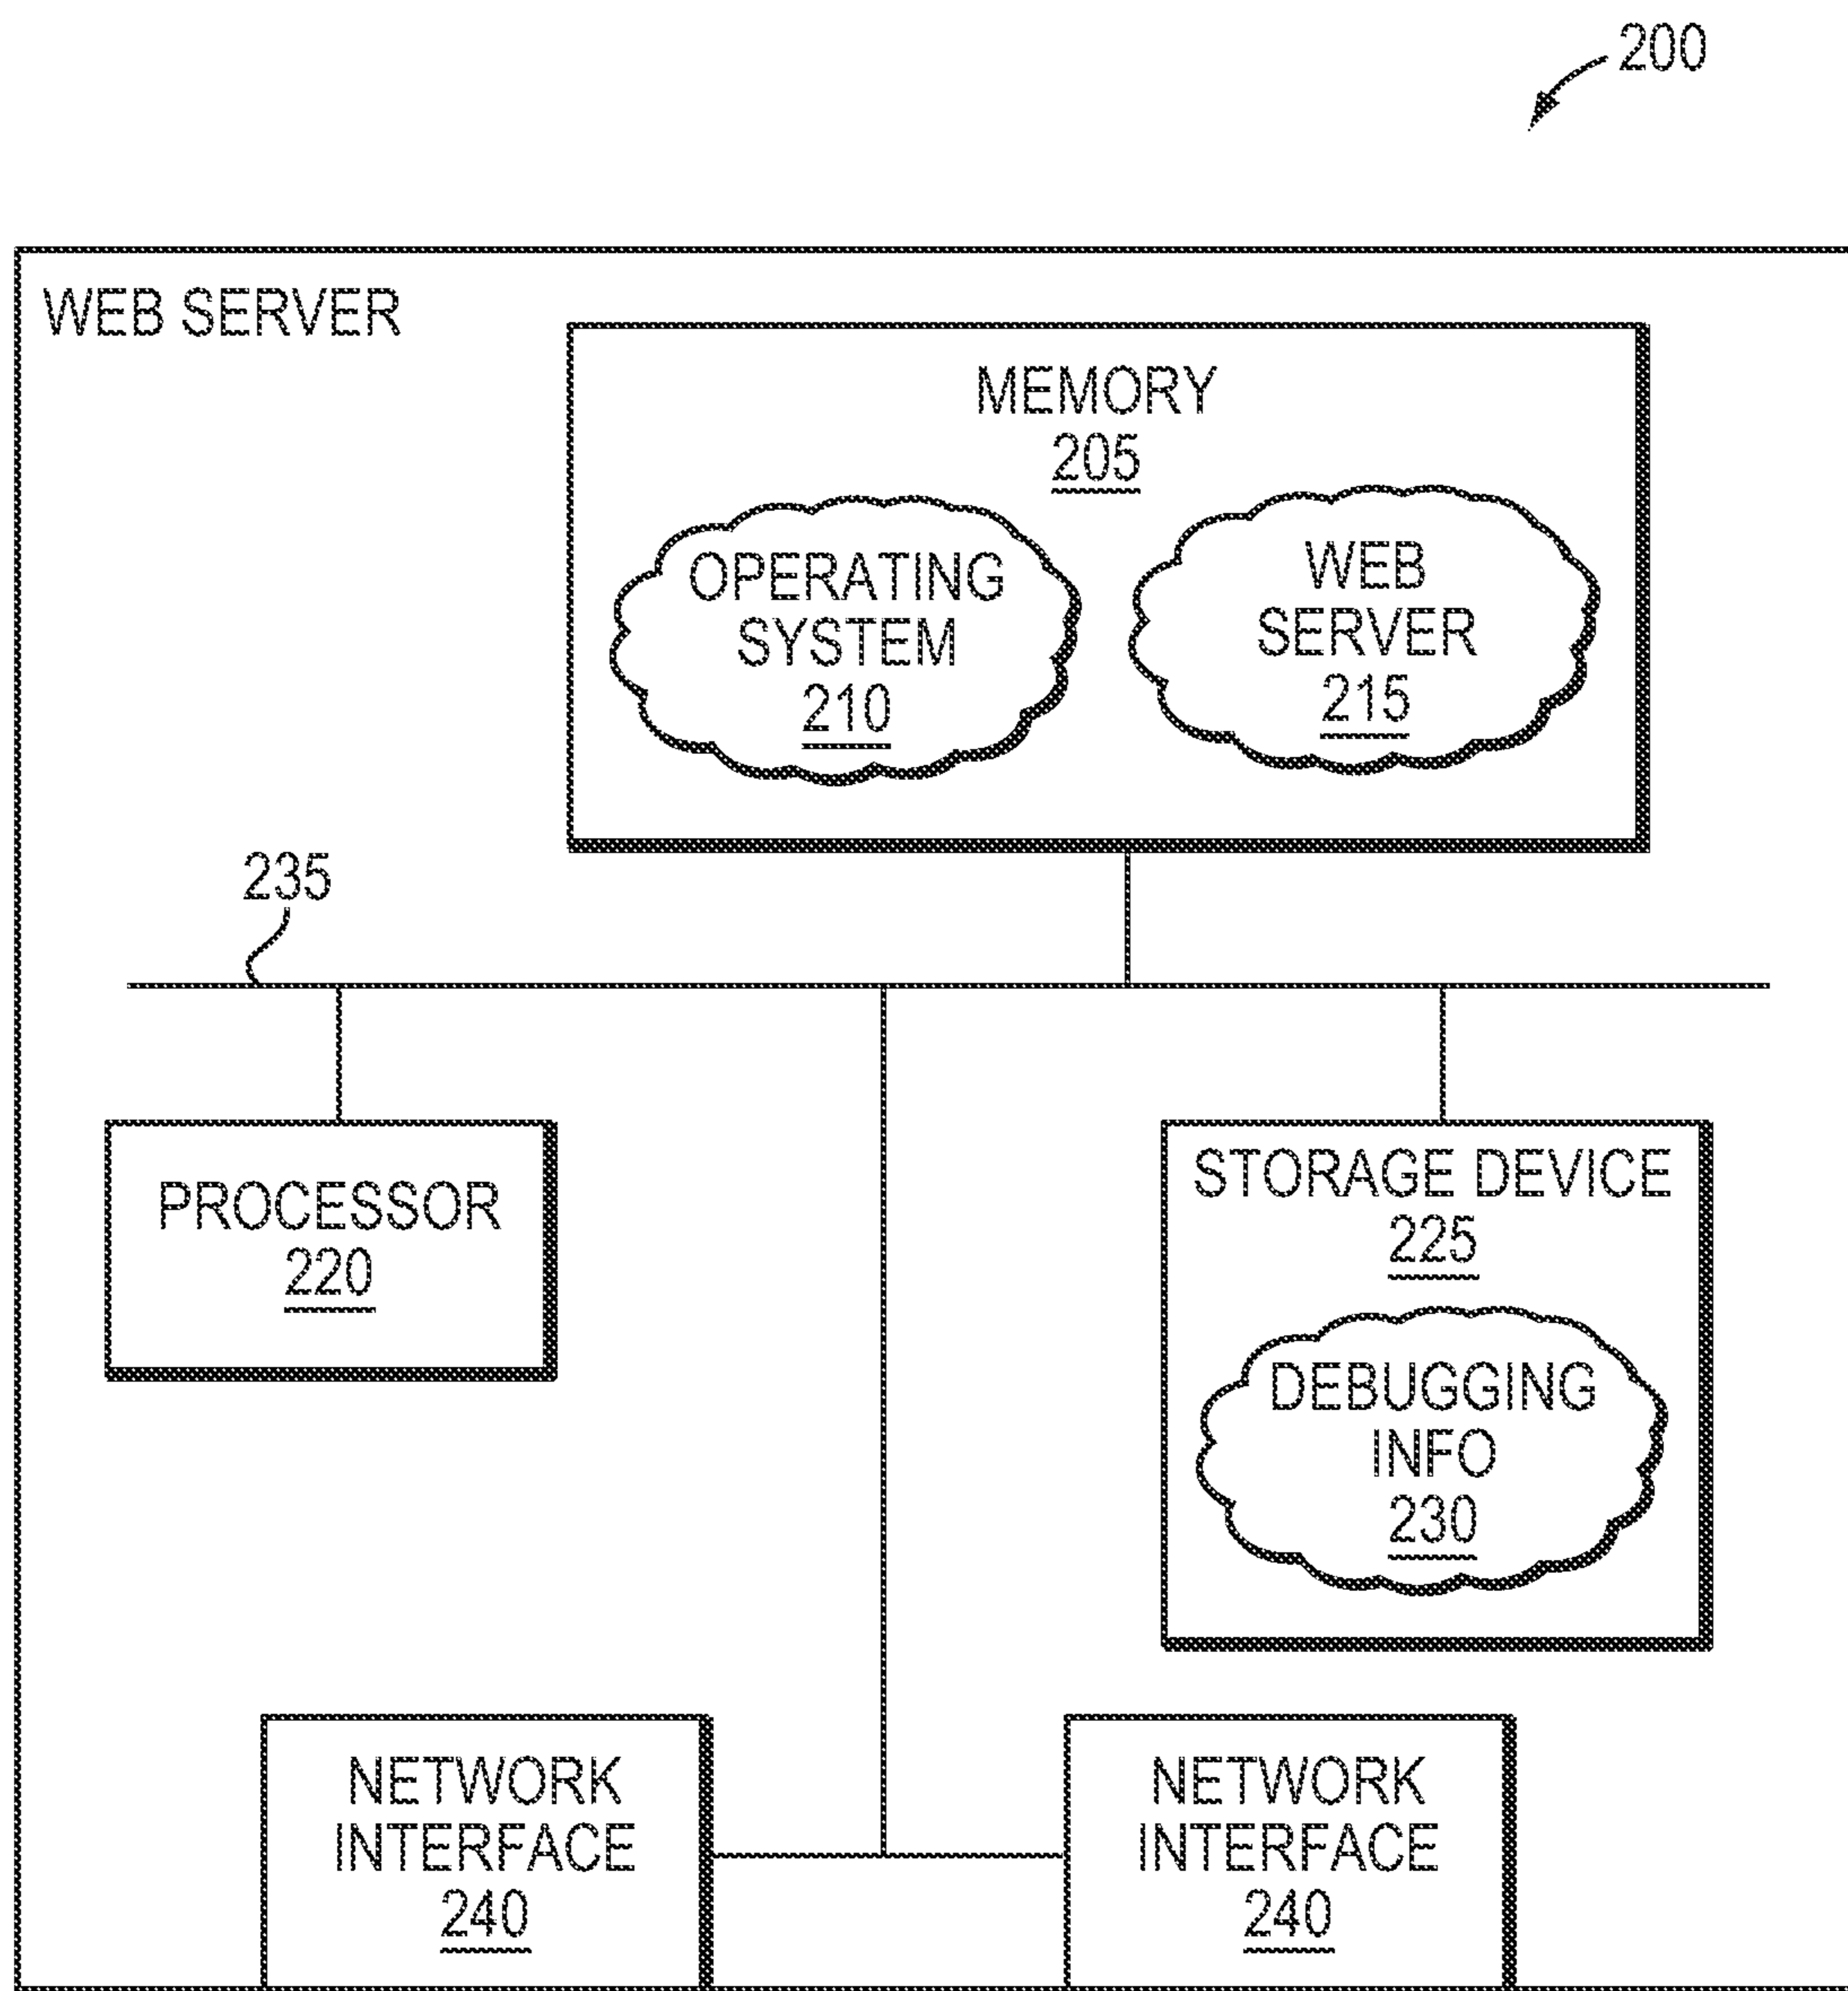 200
WEB SERVER
MEMORY
205
OPERATING
SYSTEM
210
WEB
SERVER
215
235
PROCESSOR
220
STORAGE DEVICE
225
DEBUGGING
INFO
230
NETWORK
INTERFACE
240
NETWORK
INTERFACE
240